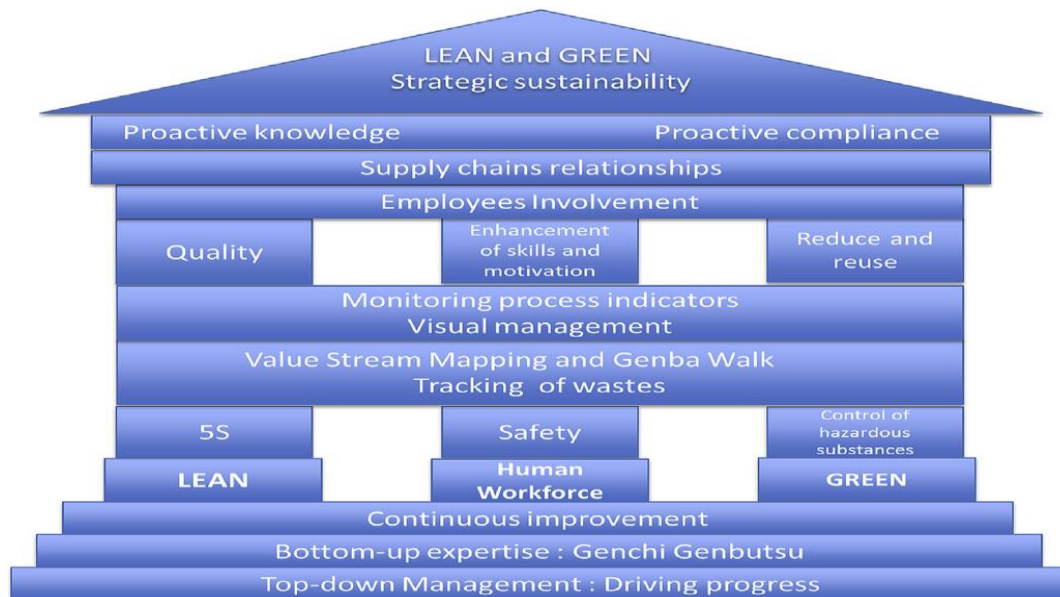 LEAN and GREEN
Strategic sustainability
Proactive knowledge Proactive compliance
Supply chains relationships
Employees Involvement
Quality
Enhancement
of skills and
motivation
Reduce and
reuse
Monitoring process indicators
Visual management
Value Stream Mapping and Genba Walk
Tracking of wastes
5S
Safety
Control of
hazardous
substances
LEAN
Human
Workforce
GREEN
Continuous improvement
Bottom-up expertise : Genchi Genbutsu
Top-down Management : Driving progress